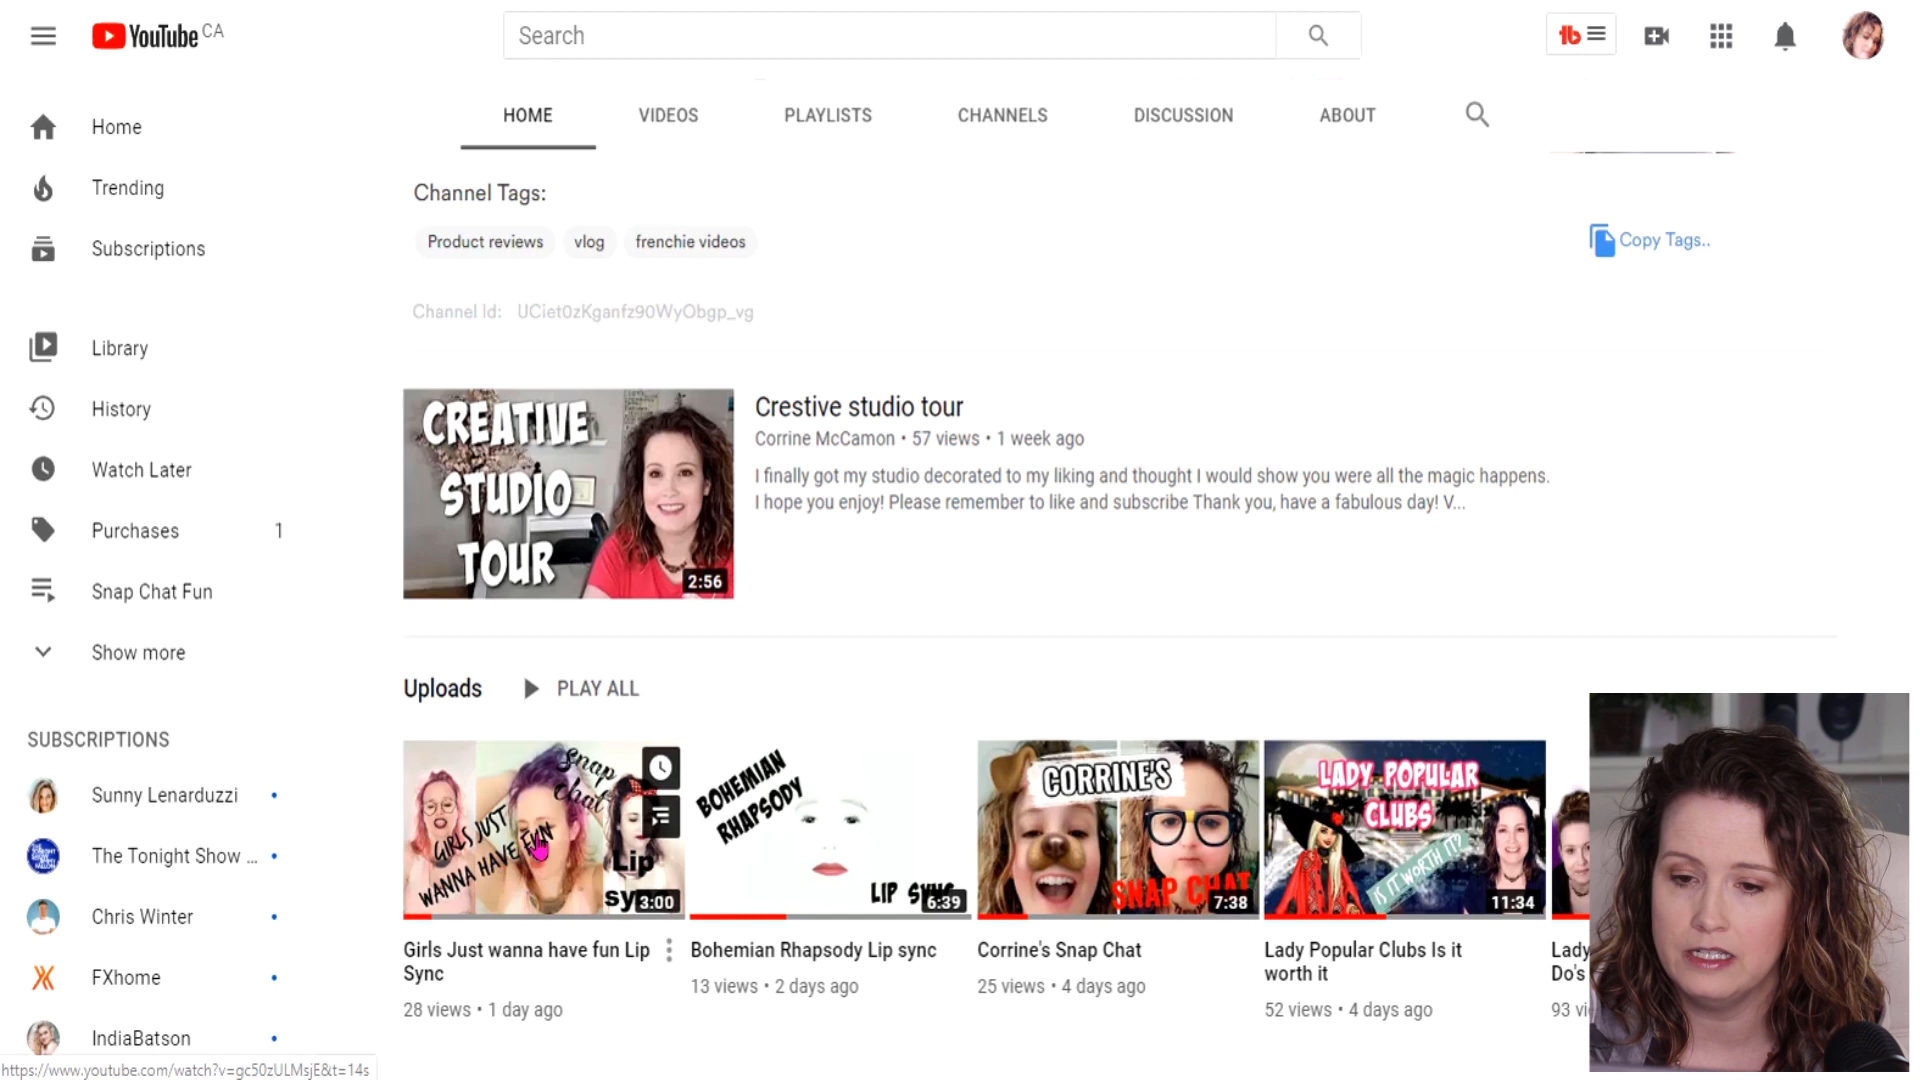 YouTube CA
Search
Home
Trending
Subscriptions
Library
History
Watch Later
Purchases 1
Snap Chat Fun
Show more
SUBSCRIPTIONS
Sunny Lenarduzzi
The Tonight Show ...
Chris Winter
FXhome
IndiaBatson
https://www.youtube.com/watch?v=gc50zULMsjE&t=14s
HOME VIDEOS PLAYLISTS CHANNELS DISCUSSION ABOUT
Channel Tags:
Product reviews vlog frenchie videos
Copy Tags..
Channel Id: UCiet0zKganfz90WyObgp_vg
CREATIVE
STUDIO
TOUR
2:56
Crestive studio tour
Corrine McCamon • 57 views • 1 week ago
I finally got my studio decorated to my liking and thought I would show you were all the magic happens.
I hope you enjoy! Please remember to like and subscribe Thank you, have a fabulous day! V...
Uploads PLAY ALL
Snap
Chat
GIRLS JUST
WANNA HAVE FUN
Lip
sy
3:00
Girls Just wanna have fun Lip
Sync
28 views • 1 day ago
BOHEMIAN
RHAPSODY
LIP SYNC
6:39
Bohemian Rhapsody Lip sync
13 views • 2 days ago
CORRINE'S
SNAP CHAT
7:38
Corrine's Snap Chat
25 views • 4 days ago
LADY POPULAR
CLUBS
IS IT WORTH IT?
11:34
Lady Popular Clubs Is it
worth it
52 views • 4 days ago
Lady
Do's
93 vi